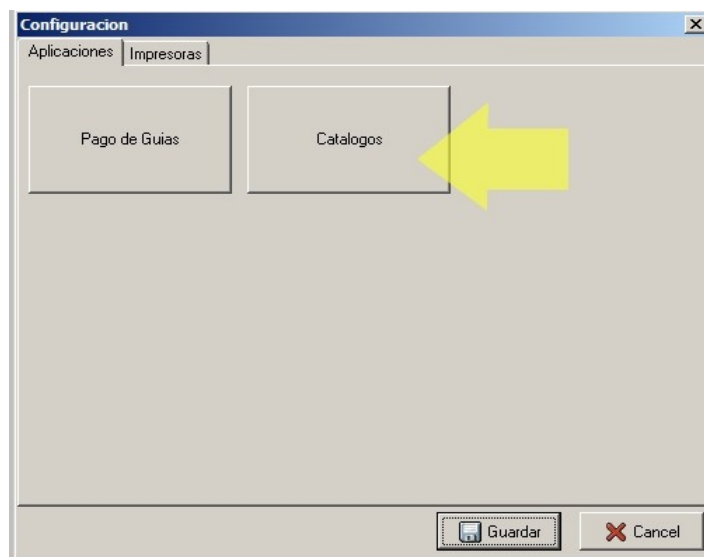 Configuracion
Aplicaciones Impresoras
Pago de Guias Catalogos
Guardar Cancel